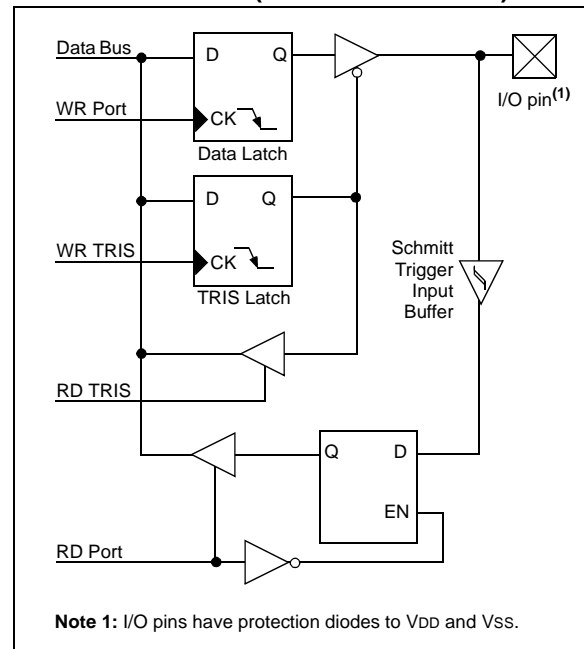 Data Bus
D
Q
I/O pin(1)
WR Port
CK
Data Latch
D
Q
WR TRIS
CK
TRIS Latch
Schmitt
Trigger
Input
Buffer
RD TRIS
Q
D
EN
RD Port
Note 1: I/O pins have protection diodes to VDD and VSS.